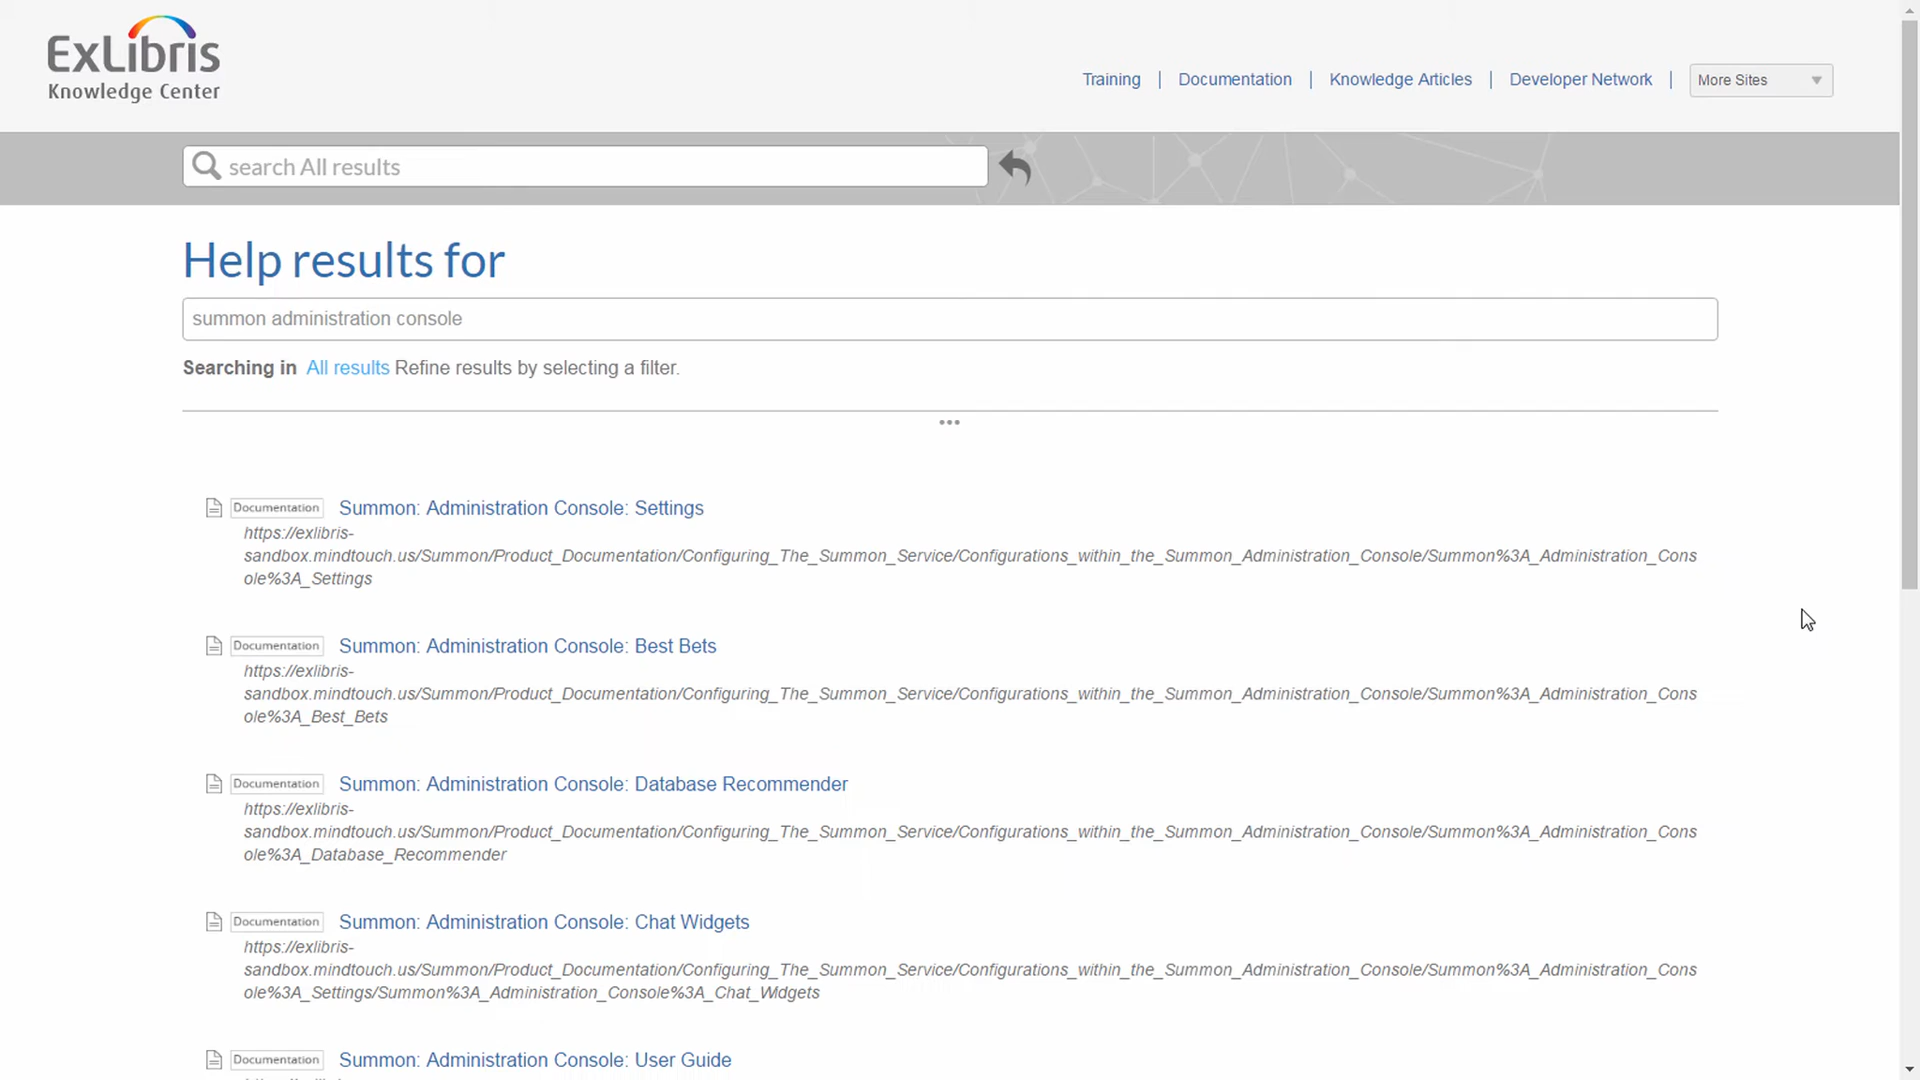 ExLibris
Knowledge Center
Training | Documentation | Knowledge Articles | Developer Network | More Sites
search All results
Help results for
summon administration console
Searching in All results Refine results by selecting a filter.
•••
Documentation Summon: Administration Console: Settings
https://exlibris-
sandbox.mindtouch.us/Summon/Product_Documentation/Configuring_The_Summon_Service/Configurations_within_the_Summon_Administration_Console/Summon%3A_Administration_Cons
ole%3A_Settings
Documentation Summon: Administration Console: Best Bets
https://exlibris-
sandbox.mindtouch.us/Summon/Product_Documentation/Configuring_The_Summon_Service/Configurations_within_the_Summon_Administration_Console/Summon%3A_Administration_Cons
ole%3A_Best_Bets
Documentation Summon: Administration Console: Database Recommender
https://exlibris-
sandbox.mindtouch.us/Summon/Product_Documentation/Configuring_The_Summon_Service/Configurations_within_the_Summon_Administration_Console/Summon%3A_Administration_Cons
ole%3A_Database_Recommender
Documentation Summon: Administration Console: Chat Widgets
https://exlibris-
sandbox.mindtouch.us/Summon/Product_Documentation/Configuring_The_Summon_Service/Configurations_within_the_Summon_Administration_Console/Summon%3A_Administration_Cons
ole%3A_Settings/Summon%3A_Administration_Console%3A_Chat_Widgets
Documentation Summon: Administration Console: User Guide